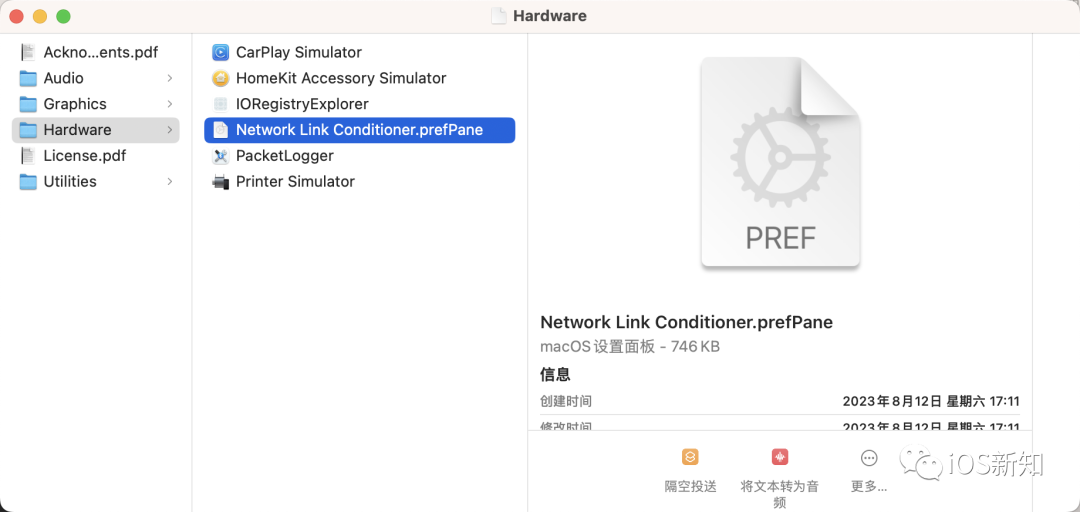 Hardware
Ackno...ents.pdf
Audio
Graphics
Hardware
License.pdf
Utilities
CarPlay Simulator
HomeKit Accessory Simulator
IORegistryExplorer
Network Link Conditioner.prefPane
PacketLogger
Printer Simulator
PREF
Network Link Conditioner.prefPane
macOS 设置面板 - 746 KB
信息
创建时间 2023年8月12日 星期六 17:11
修改时间 2023年8月12日 星期六 17:11
隔空投送
将文本转为音
频
更多...
iOS新知